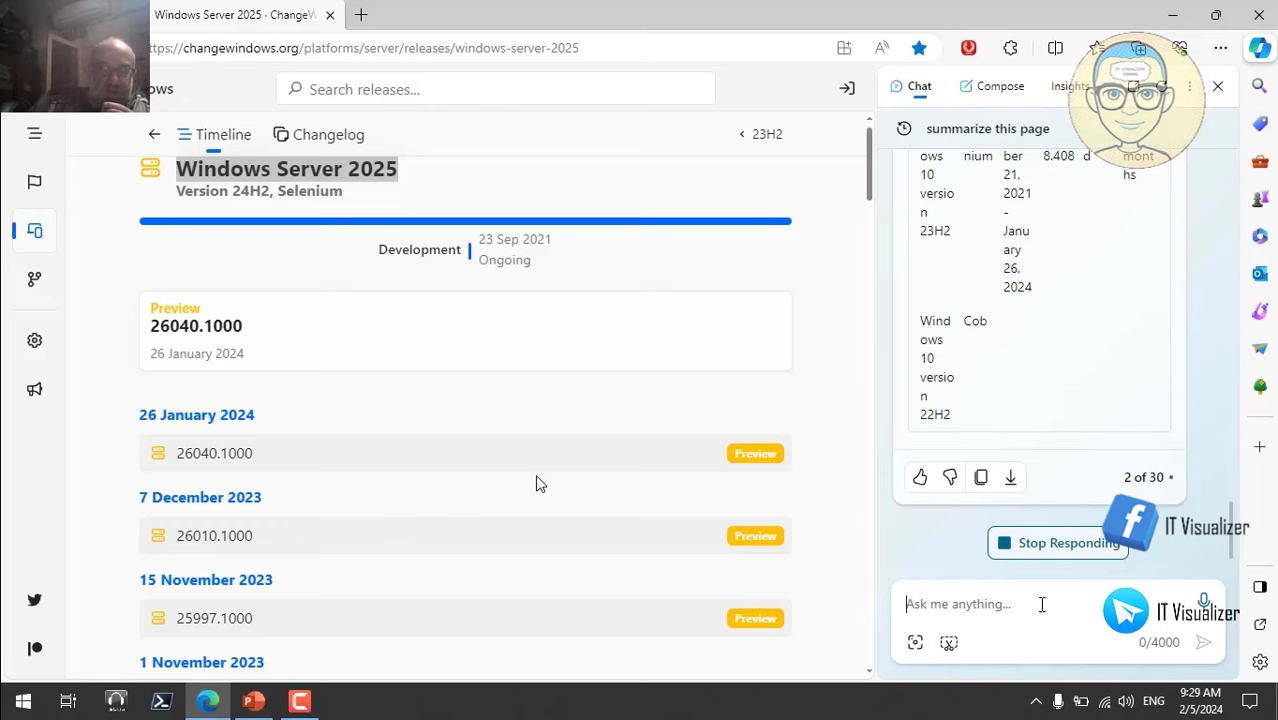 Windows Server 2025 · ChangeW
ttps://changewindows.org/platforms/server/releases/windows-server-2025
ows
Search releases...
Timeline
Changelog
23H2
Windows Server 2025
Version 24H2, Selenium
Development
23 Sep 2021
Ongoing
Preview
26040.1000
26 January 2024
26 January 2024
26040.1000
Preview
7 December 2023
26010.1000
Preview
15 November 2023
25997.1000
Preview
1 November 2023
Chat
Compose
Insights
summarize this page
ows nium ber 8.408 d mont
10 21, hs
versio 2021
n -
23H2 Janu
ary
26,
2024
Wind Cob
ows
10
versio
n
22H2
2 of 30
Stop Responding
IT Visualizer
Ask me anything...
IT Visualizer
0/4000
ENG
9:29 AM
2/5/2024